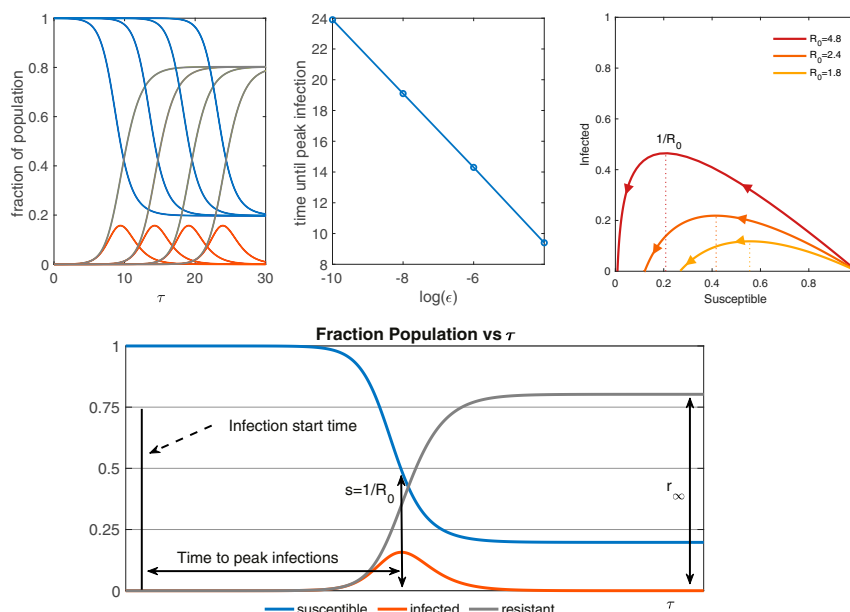 fraction of population
1
0.8
0.6
0.4
0.2
0
0 10 20 30
τ
time until peak infection
24
22
20
18
16
14
12
10
8
-10 -8 -6 -4
log(ϵ)
Infected
1
0.8
0.6
0.4
0.2
0
R0=4.8
R0=2.4
R0=1.8
1/R0
0 0.2 0.4 0.6 0.8
Susceptible
Fraction Population vs τ
1
0.75
0.5
0.25
0
Infection start time
s=1/R0
r∞
Time to peak infections
τ
susceptible infected resistant